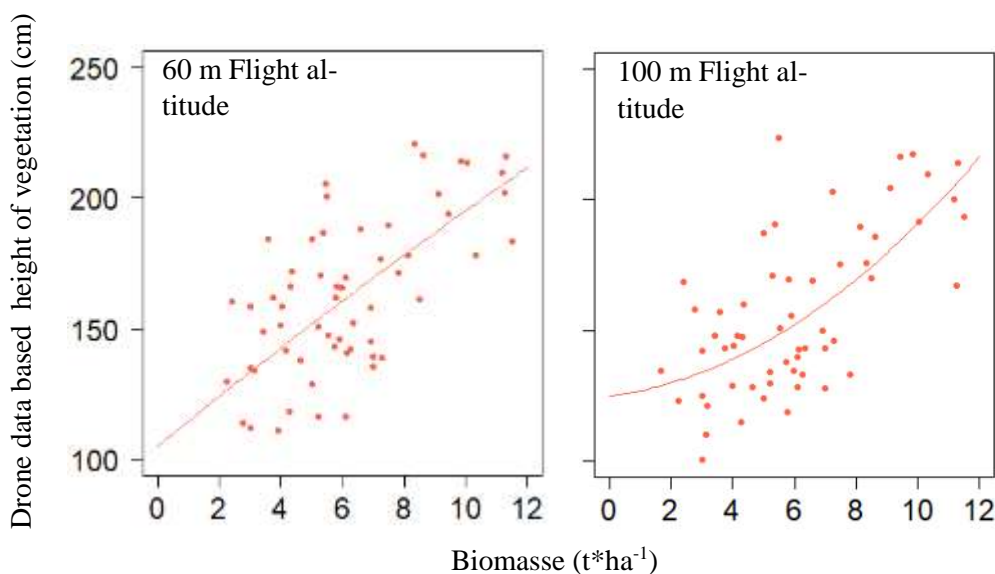 Drone data based height of vegetation (cm)
60 m Flight al-
titude
250
200
150
100
0 2 4 6 8 10 12
100 m Flight al-
titude
0 2 4 6 8 10 12
Biomasse (t*ha⁻¹)